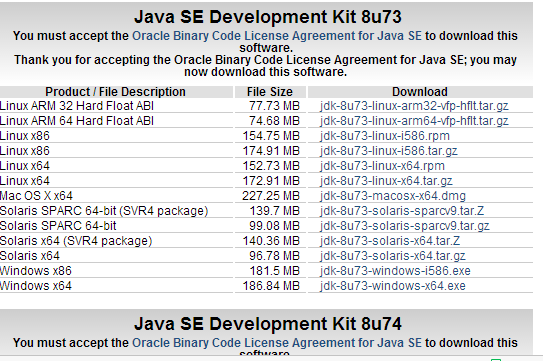 Java SE Development Kit 8u73
You must accept the Oracle Binary Code License Agreement for Java SE to download this
software.
Thank you for accepting the Oracle Binary Code License Agreement for Java SE; you may
now download this software.
Product / File Description File Size Download
Linux ARM 32 Hard Float ABI 77.73 MB jdk-8u73-linux-arm32-vfp-hflt.tar.gz
Linux ARM 64 Hard Float ABI 74.68 MB jdk-8u73-linux-arm64-vfp-hflt.tar.gz
Linux x86 154.75 MB jdk-8u73-linux-i586.rpm
Linux x86 174.91 MB jdk-8u73-linux-i586.tar.gz
Linux x64 152.73 MB jdk-8u73-linux-x64.rpm
Linux x64 172.91 MB jdk-8u73-linux-x64.tar.gz
Mac OS X x64 227.25 MB jdk-8u73-macosx-x64.dmg
Solaris SPARC 64-bit (SVR4 package) 139.7 MB jdk-8u73-solaris-sparcv9.tar.Z
Solaris SPARC 64-bit 99.08 MB jdk-8u73-solaris-sparcv9.tar.gz
Solaris x64 (SVR4 package) 140.36 MB jdk-8u73-solaris-x64.tar.Z
Solaris x64 96.78 MB jdk-8u73-solaris-x64.tar.gz
Windows x86 181.5 MB jdk-8u73-windows-i586.exe
Windows x64 186.84 MB jdk-8u73-windows-x64.exe
Java SE Development Kit 8u74
You must accept the Oracle Binary Code License Agreement for Java SE to download this
software.